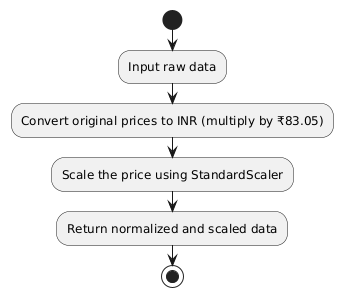 Input raw data
Convert original prices to INR (multiply by ₹83.05)
Scale the price using StandardScaler
Return normalized and scaled data